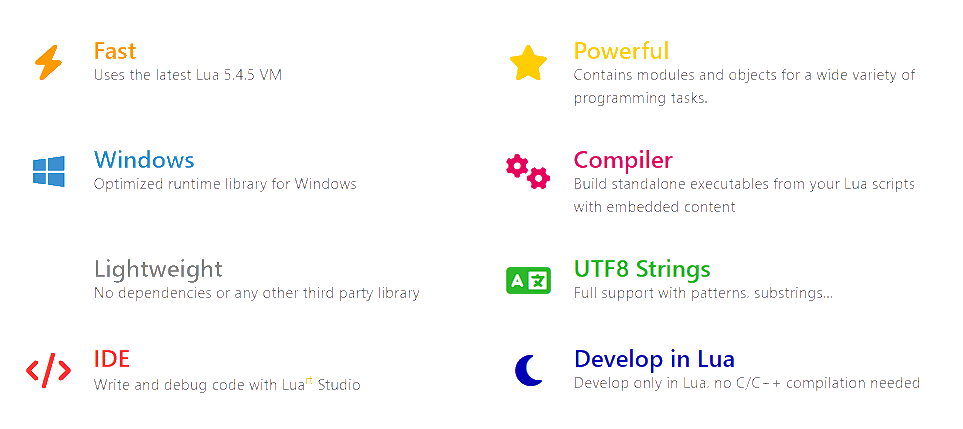 Fast
Uses the latest Lua 5.4.5 VM
Powerful
Contains modules and objects for a wide variety of
programming tasks.
Windows
Optimized runtime library for Windows
Compiler
Build standalone executables from your Lua scripts
with embedded content
Lightweight
No dependencies or any other third party library
A 文
UTF8 Strings
Full support with patterns, substrings...
IDE
Write and debug code with Luart Studio
Develop in Lua
Develop only in Lua, no C/C++ compilation needed